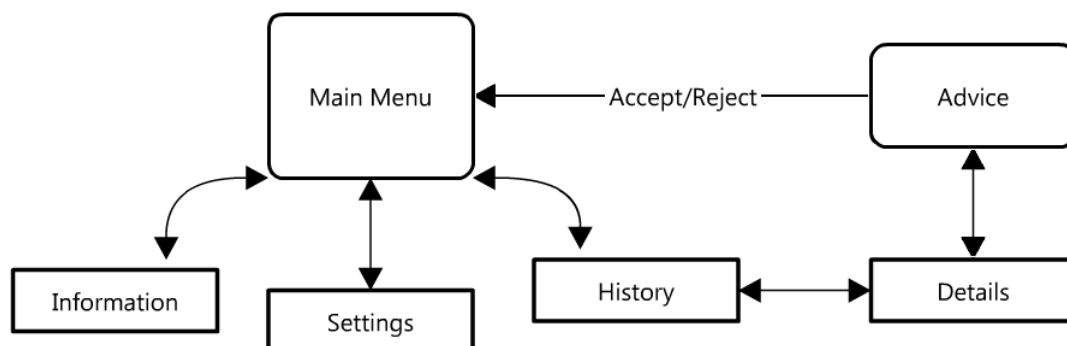 Main Menu
Accept/Reject
Advice
Information
Settings
History
Details